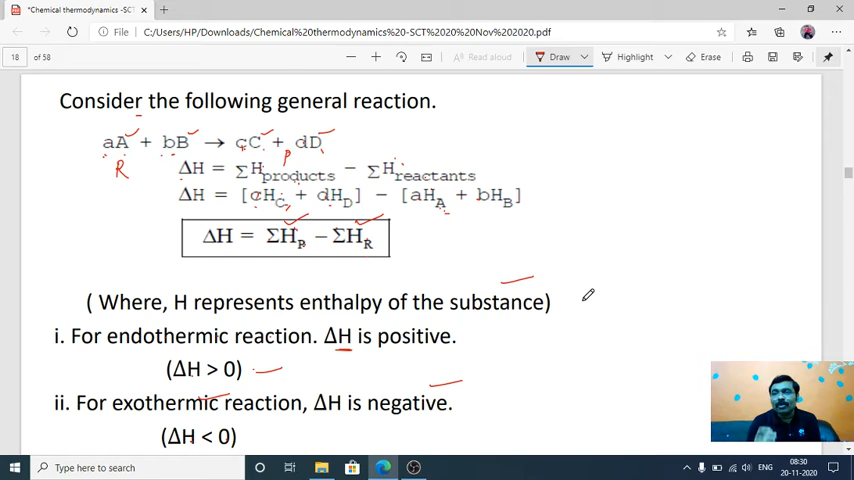 *Chemical thermodynamics -SCT
C:/Users/HP/Downloads/Chemical%20thermodynamics%20-SCT%2020%20Nov%202020.pdf
18 of 58
Read aloud
Draw
Highlight
Erase
Consider the following general reaction.
aA + bB → cC + dD
R P
ΔH = ΣHproducts − ΣHreactants
ΔH = [cHC + dHD] − [aHA + bHB]
ΔH = ΣHP − ΣHR
( Where, H represents enthalpy of the substance)
i. For endothermic reaction. ΔH is positive.
(ΔH > 0)
ii. For exothermic reaction, ΔH is negative.
(ΔH < 0)
Type here to search
ENG
08:30
20-11-2020